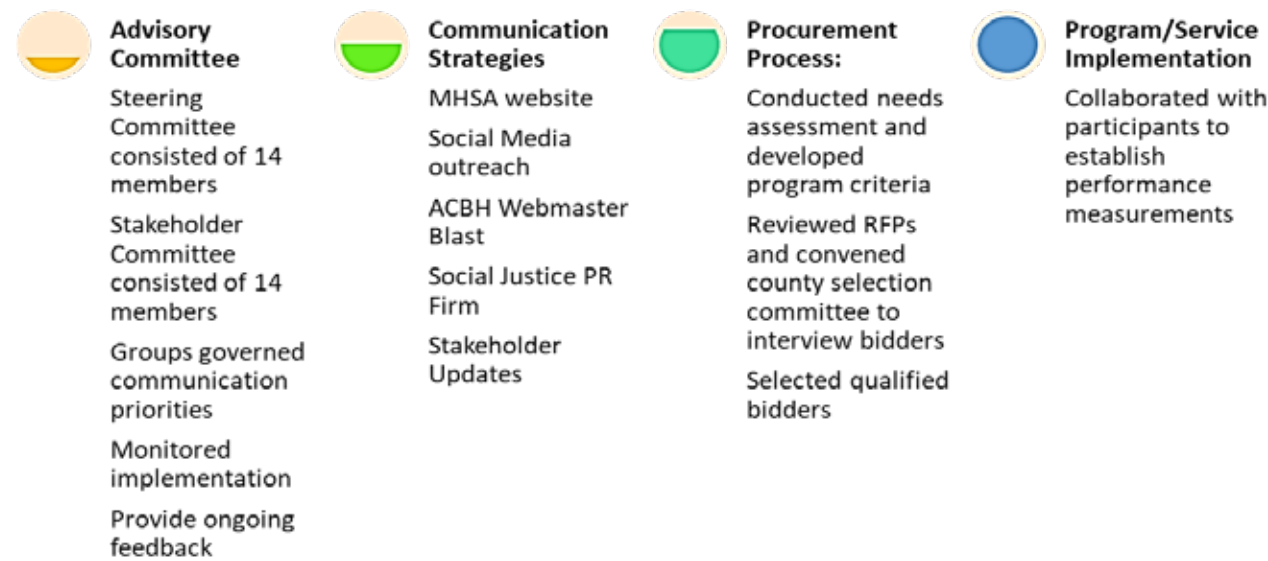 Advisory
Committee
Steering
Committee
consisted of 14
members
Stakeholder
Committee
consisted of 14
members
Groups governed
communication
priorities
Monitored
implementation
Provide ongoing
feedback
Communication
Strategies
MHSA website
Social Media
outreach
ACBH Webmaster
Blast
Social Justice PR
Firm
Stakeholder
Updates
Procurement
Process:
Conducted needs
assessment and
developed
program criteria
Reviewed RFPs
and convened
county selection
committee to
interview bidders
Selected qualified
bidders
Program/Service
Implementation
Collaborated with
participants to
establish
performance
measurements